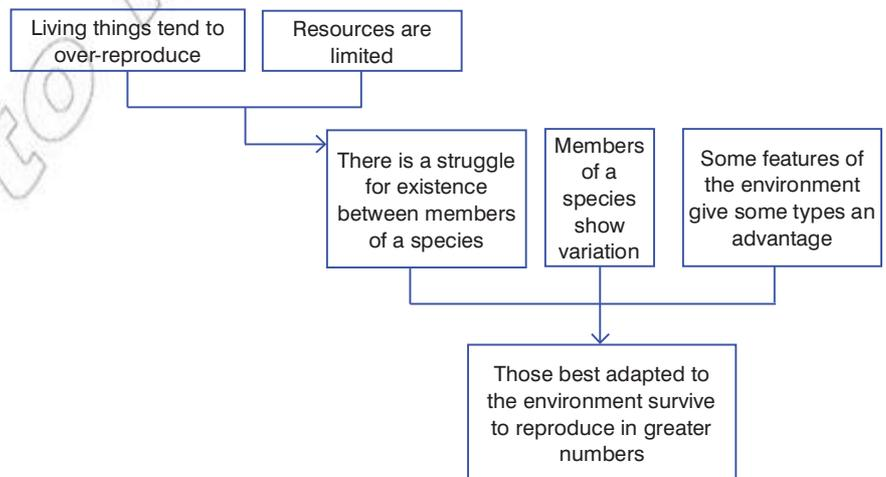 Living things tend to
over-reproduce
Resources are
limited
There is a struggle
for existence
between members
of a species
Members
of a
species
show
variation
Some features of
the environment
give some types an
advantage
Those best adapted to
the environment survive
to reproduce in greater
numbers
to